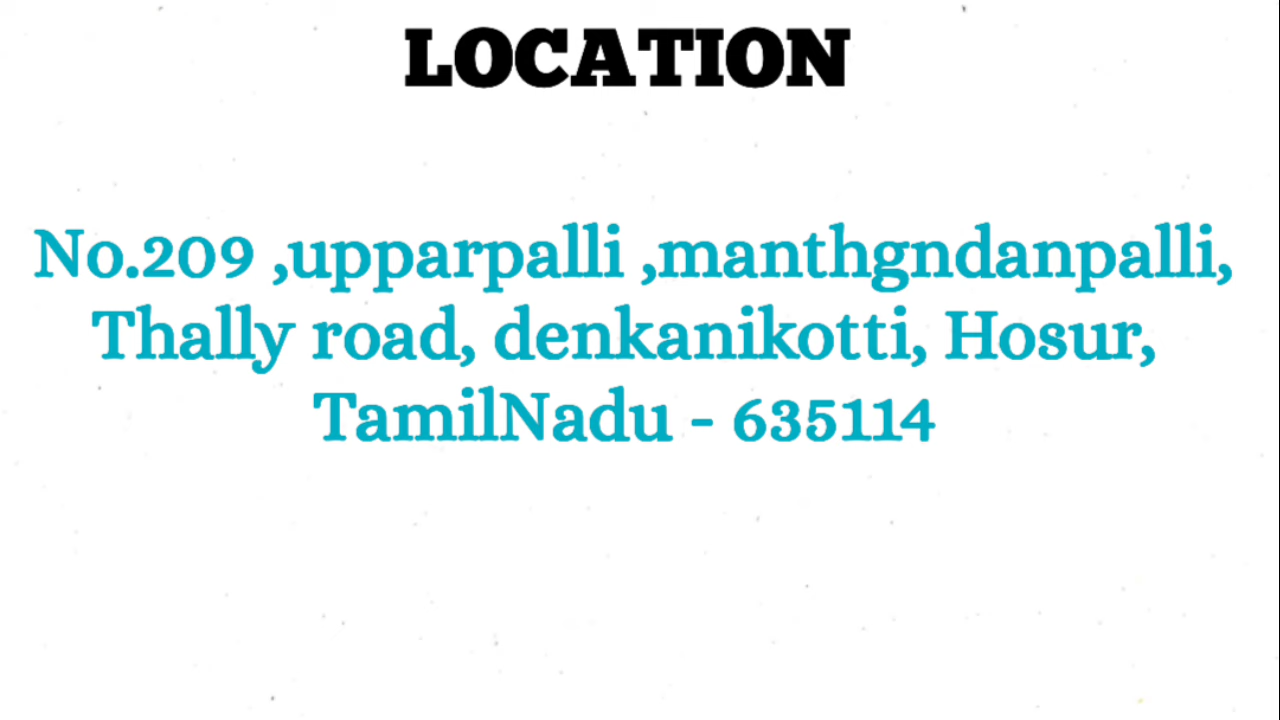 LOCATION
No.209 ,upparpalli ,manthgndanpalli,
Thally road, denkanikotti, Hosur,
TamilNadu - 635114